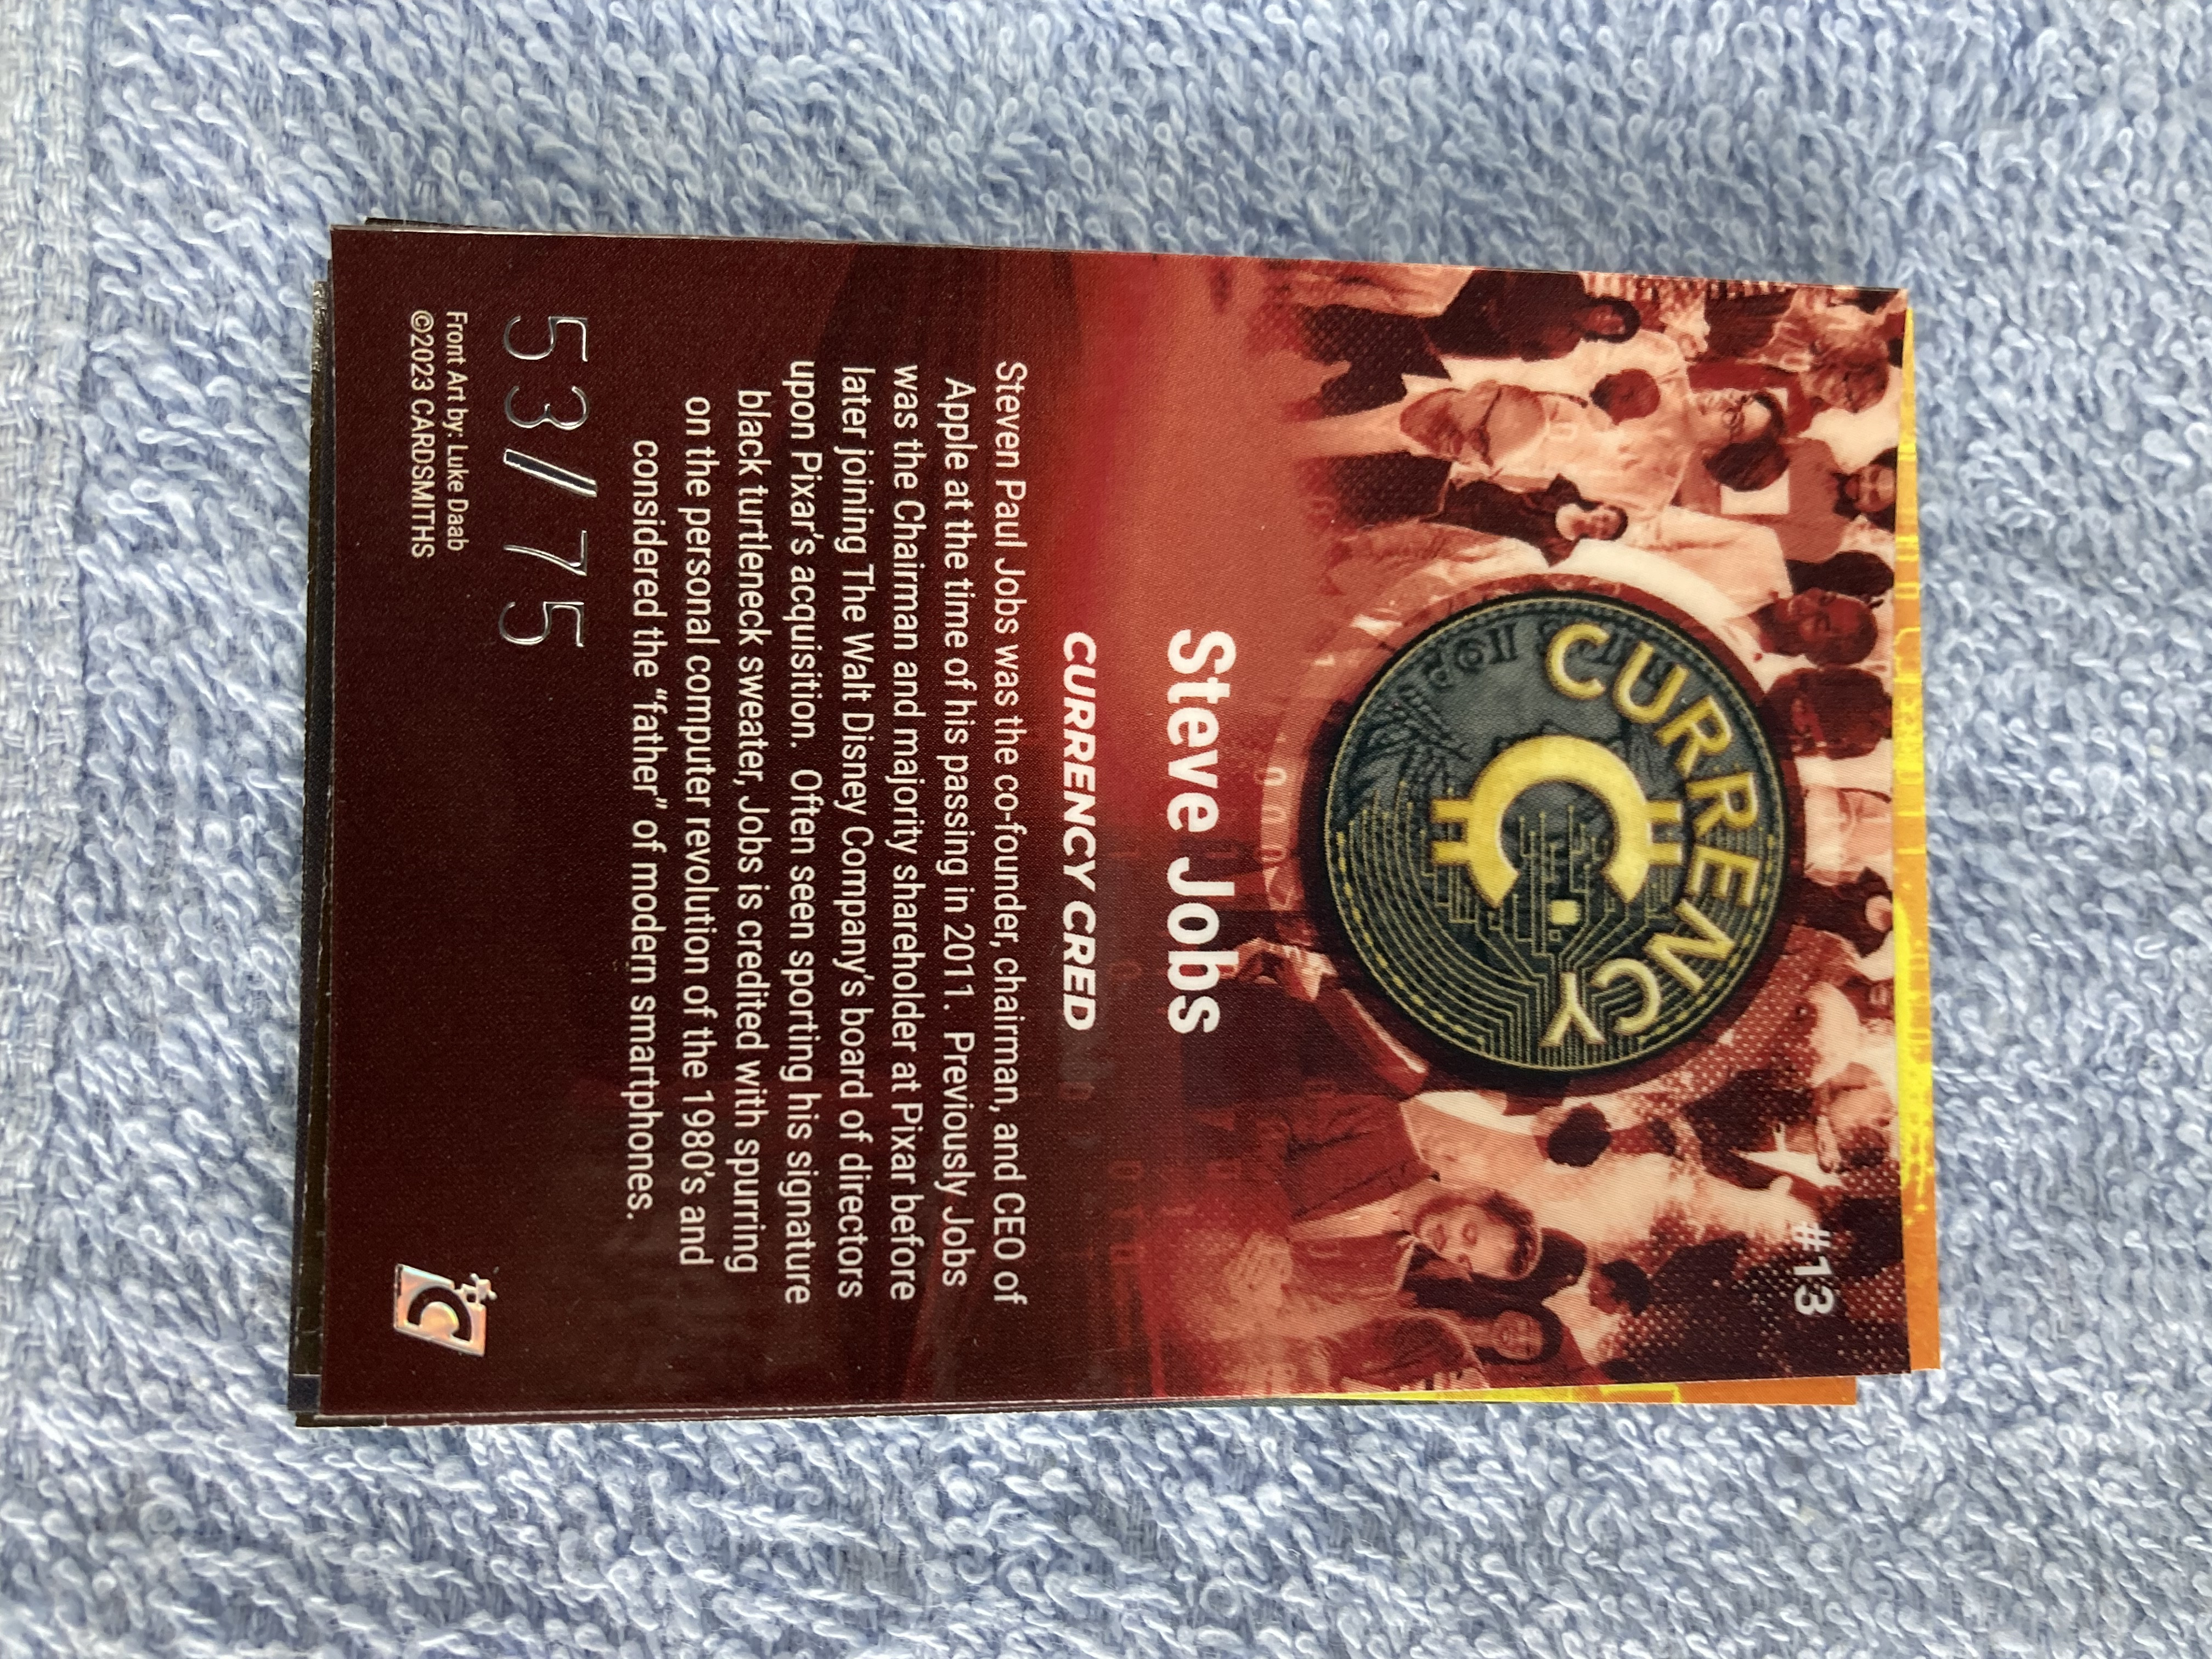 #13
CURRENCY
Steve Jobs
CURRENCY CRED
Steven Paul Jobs was the co-founder, chairman, and CEO of
Apple at the time of his passing in 2011. Previously Jobs
was the Chairman and majority shareholder at Pixar before
later joining The Walt Disney Company's board of directors
upon Pixar's acquisition. Often seen sporting his signature
black turtleneck sweater, Jobs is credited with spurring
on the personal computer revolution of the 1980's and
considered the "father" of modern smartphones.
53/75
Front Art by: Luke Daab
©2023 CARDSMITHS